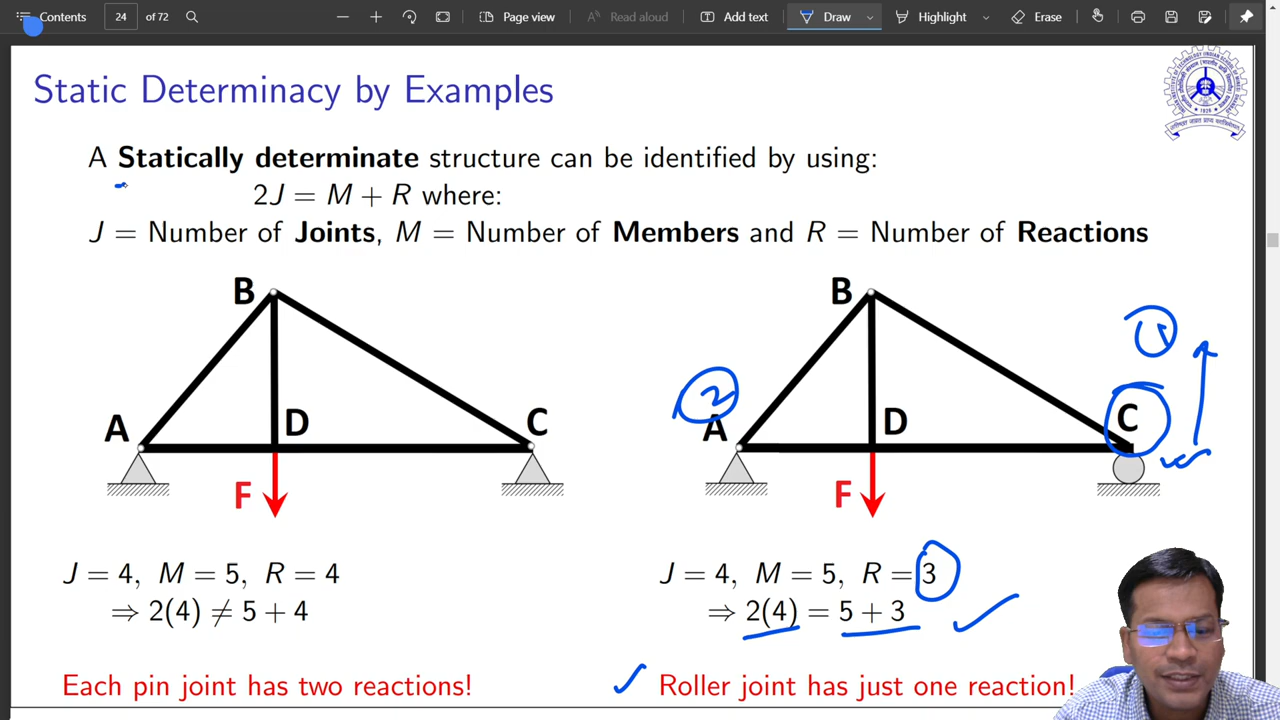 Contents 24 of 72 Page view Read aloud Add text Draw Highlight Erase
Static Determinacy by Examples
A Statically determinate structure can be identified by using:
2J = M + R where:
J = Number of Joints, M = Number of Members and R = Number of Reactions
B
A
D
C
F
J = 4, M = 5, R = 4
⇒ 2(4) ≠ 5 + 4
Each pin joint has two reactions!
B
1
2
A
D
C
F
J = 4, M = 5, R = 3
⇒ 2(4) = 5 + 3
Roller joint has just one reaction!